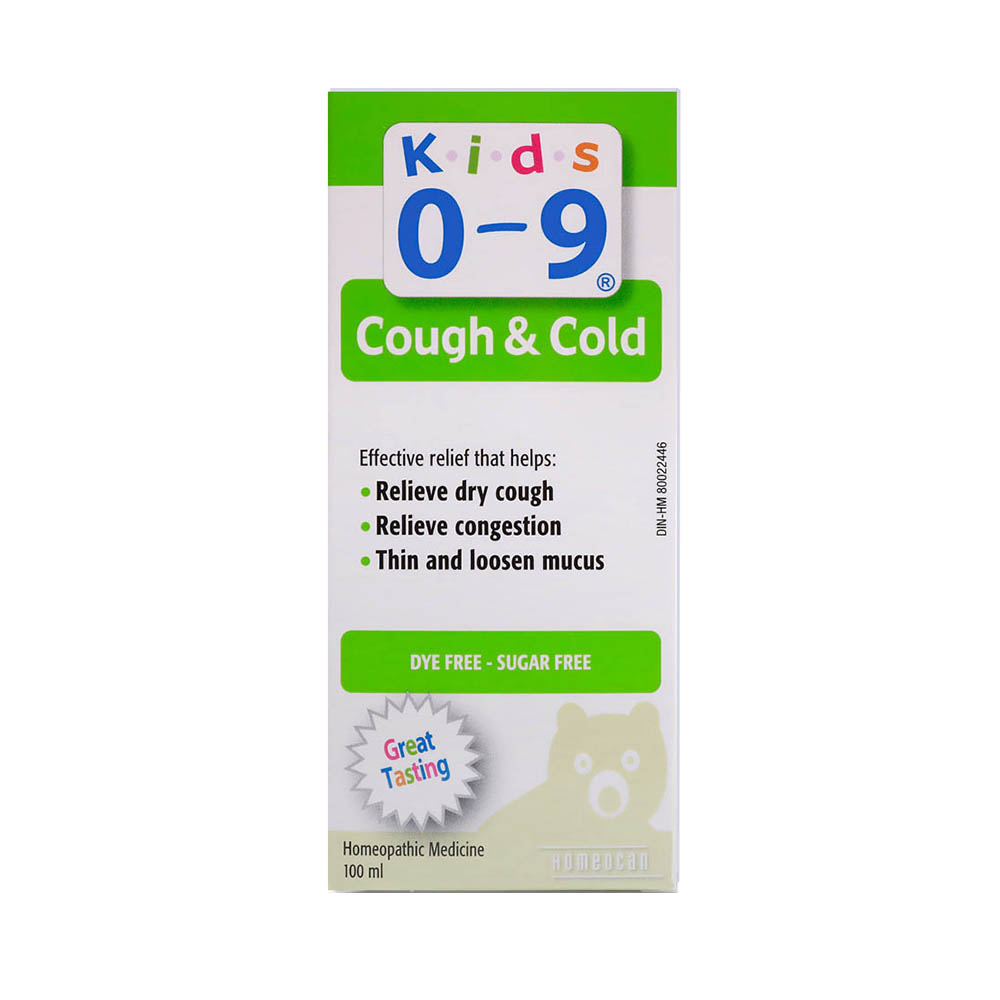 K•i•d•s
0–9®
Cough & Cold
Effective relief that helps:
• Relieve dry cough
• Relieve congestion
• Thin and loosen mucus
DIN-HM 80022446
DYE FREE - SUGAR FREE
Great
Tasting
Homeopathic Medicine
100 ml
HOMEOCAN